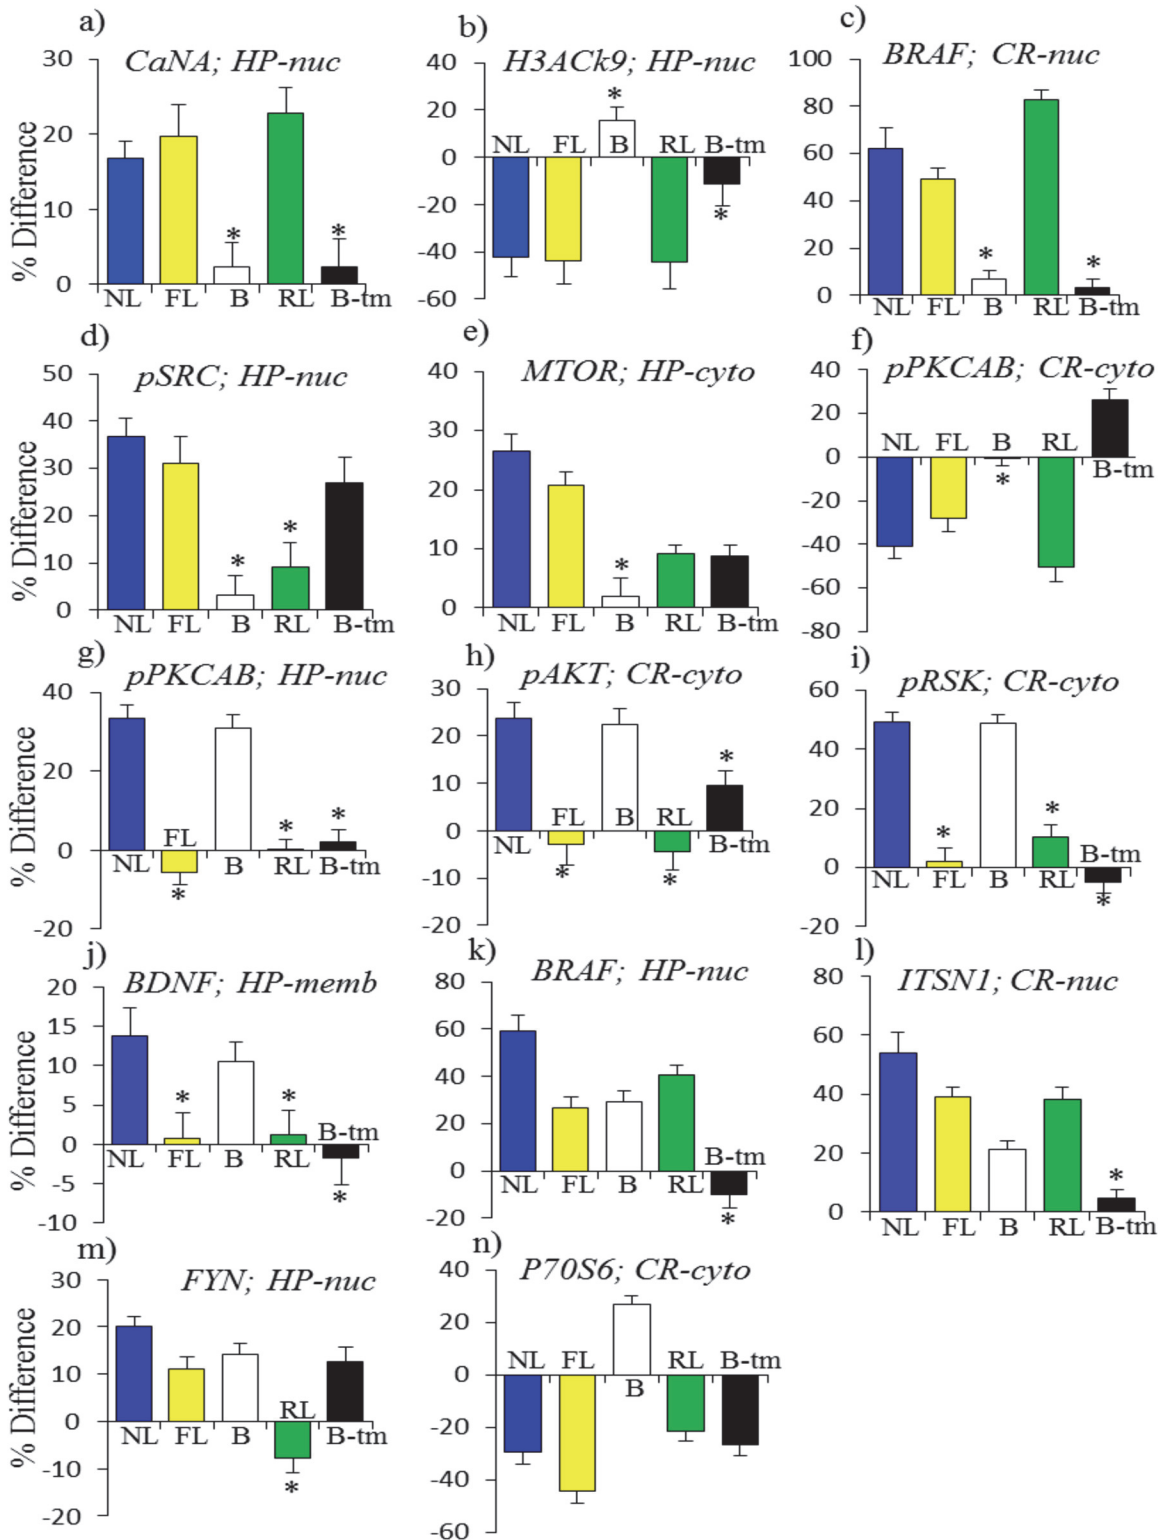 a)
CaNA; HP-nuc
% Difference
30
20
10
0
NL FL B RL B-tm
* *
b)
H3ACk9; HP-nuc
40
20
0
-20
-40
-60
NL FL B RL B-tm
* *
c)
BRAF; CR-nuc
100
80
60
40
20
0
NL FL B RL B-tm
* *
d)
pSRC; HP-nuc
% Difference
50
40
30
20
10
0
NL FL B RL B-tm
* *
e)
MTOR; HP-cyto
40
30
20
10
0
NL FL B RL B-tm
*
f)
pPKCAB; CR-cyto
40
20
0
-20
-40
-60
-80
NL FL B RL B-tm
*
g)
pPKCAB; HP-nuc
% Difference
40
20
0
-20
NL FL B RL B-tm
* * *
h)
pAKT; CR-cyto
30
20
10
0
-10
-20
NL FL B RL B-tm
* * *
i)
pRSK; CR-cyto
60
40
20
0
-20
NL FL B RL B-tm
* * *
j)
BDNF; HP-memb
% Difference
20
15
10
5
0
-5
-10
NL FL B RL B-tm
* * *
k)
BRAF; HP-nuc
80
60
40
20
0
-20
NL FL B RL B-tm
*
l)
ITSN1; CR-nuc
80
60
40
20
0
NL FL B RL B-tm
*
m)
FYN; HP-nuc
% Difference
30
20
10
0
-10
-20
NL FL B RL B-tm
*
n)
P70S6; CR-cyto
40
20
0
-20
-40
-60
NL FL B RL B-tm